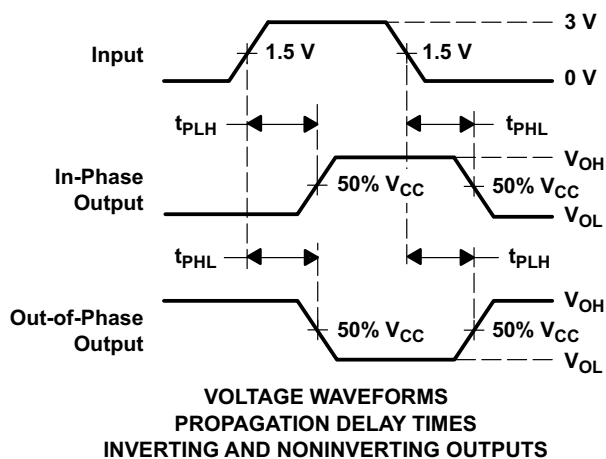 3 V
Input
1.5 V
1.5 V
0 V
tPLH
tPHL
In-Phase
Output
VOH
50% VCC
50% VCC
VOL
tPHL
tPLH
Out-of-Phase
Output
VOH
50% VCC
50% VCC
VOL
VOLTAGE WAVEFORMS
PROPAGATION DELAY TIMES
INVERTING AND NONINVERTING OUTPUTS